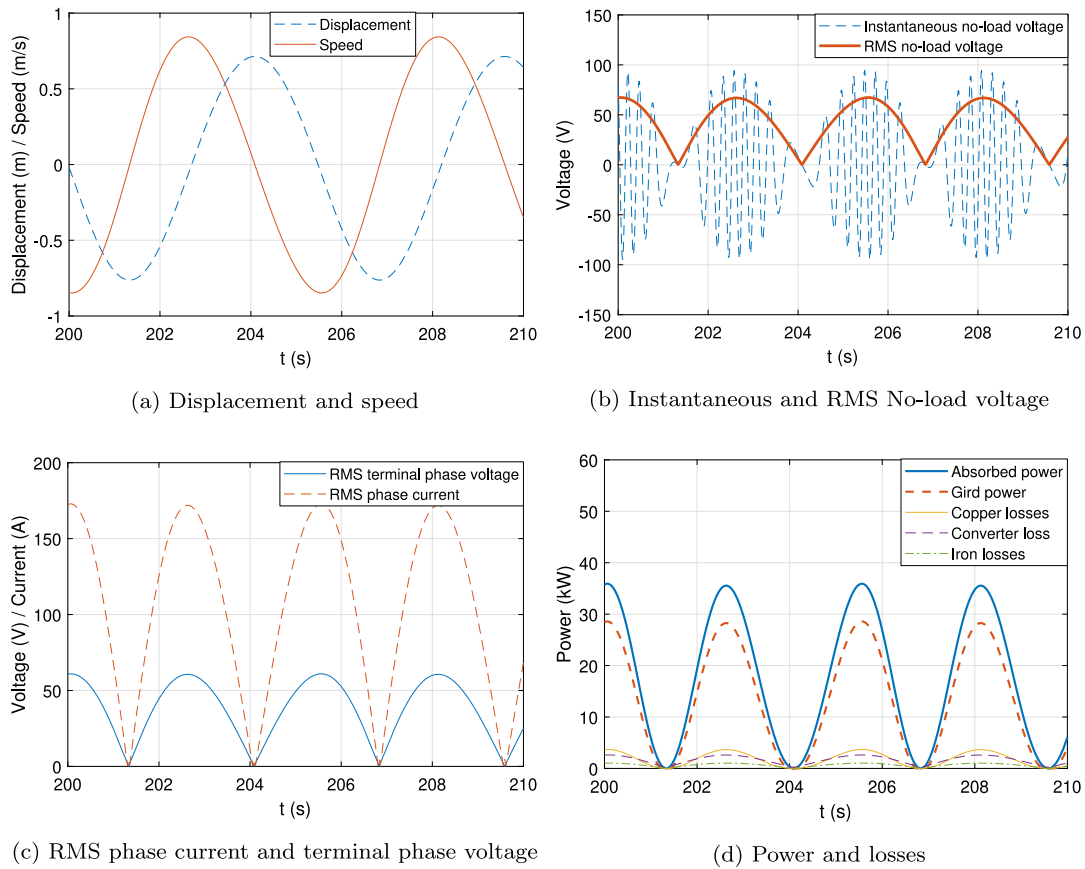 Displacement (m) / Speed (m/s)
1
0.5
0
-0.5
-1
Displacement
Speed
200 202 204 206 208 210
t (s)
(a) Displacement and speed
Voltage (V)
150
100
50
0
-50
-100
-150
Instantaneous no-load voltage
RMS no-load voltage
200 202 204 206 208 210
t (s)
(b) Instantaneous and RMS No-load voltage
Voltage (V) / Current (A)
200
150
100
50
0
RMS terminal phase voltage
RMS phase current
200 202 204 206 208 210
t (s)
(c) RMS phase current and terminal phase voltage
Power (kW)
60
50
40
30
20
10
0
Absorbed power
Gird power
Copper losses
Converter loss
Iron losses
200 202 204 206 208 210
t (s)
(d) Power and losses